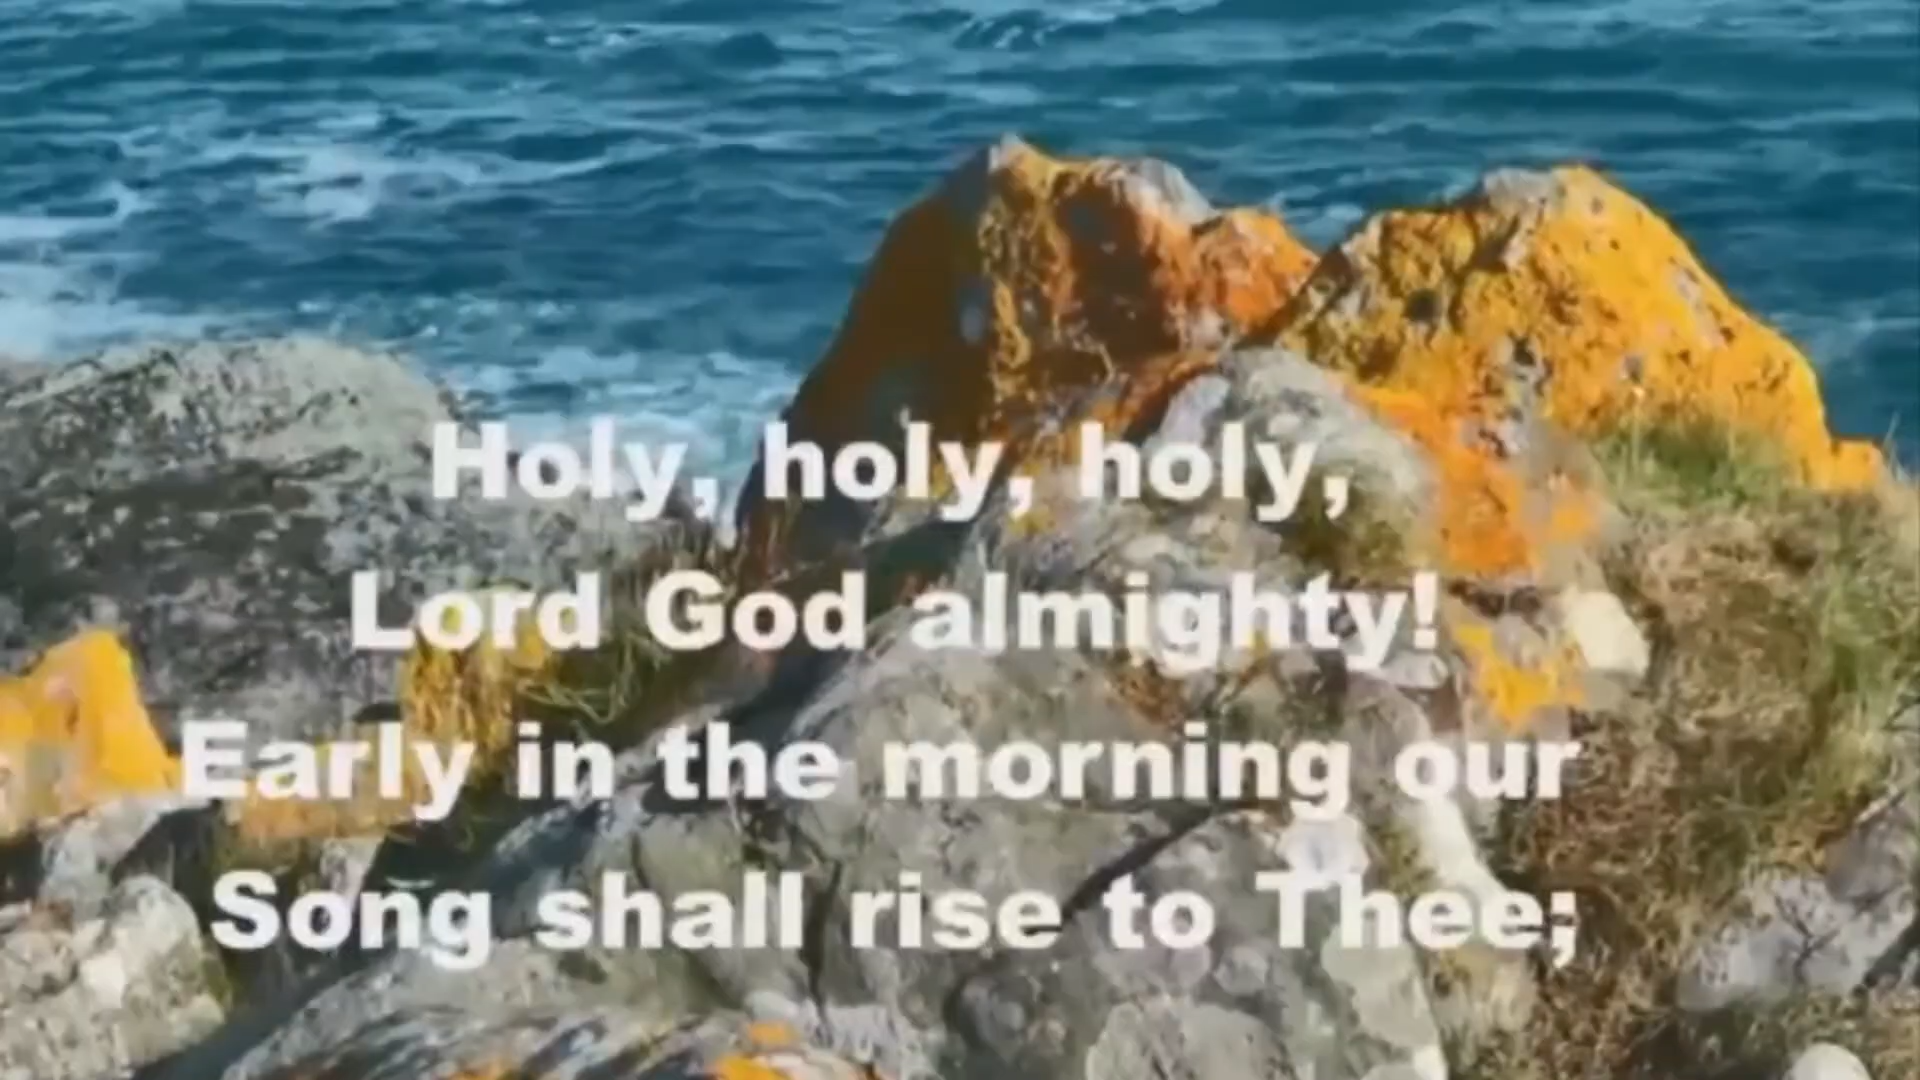 Holy, holy, holy,
Lord God almighty!
Early in the morning our
Song shall rise to Thee;